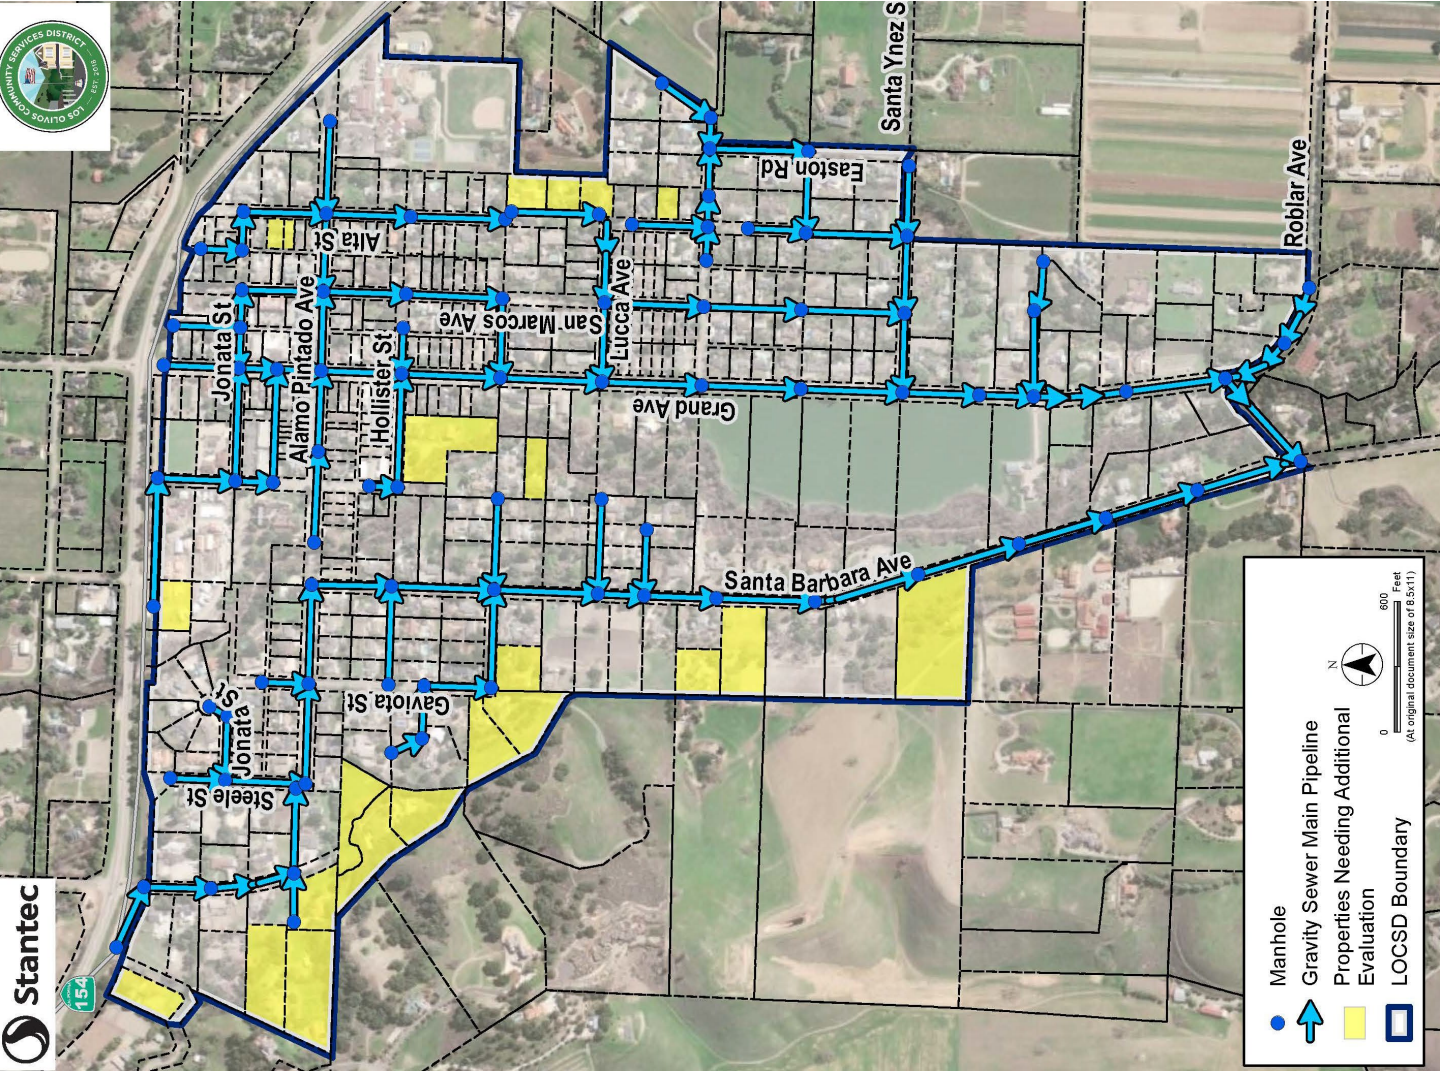 LOS OLIVOS COMMUNITY SERVICES DISTRICT
EST. 2018
Stantec
154
Santa Ynez S
Roblar Ave
Easton Rd
Alta St
Jonata St
Alamo Pintado Ave
San Marcos Ave
Lucca Ave
Hollister St
Grand Ave
Santa Barbara Ave
Jonata St
Steele St
Gaviota St
Manhole
Gravity Sewer Main Pipeline
Properties Needing Additional
Evaluation
LOCSD Boundary
N
0 600
Feet
(At original document size of 8.5x11)